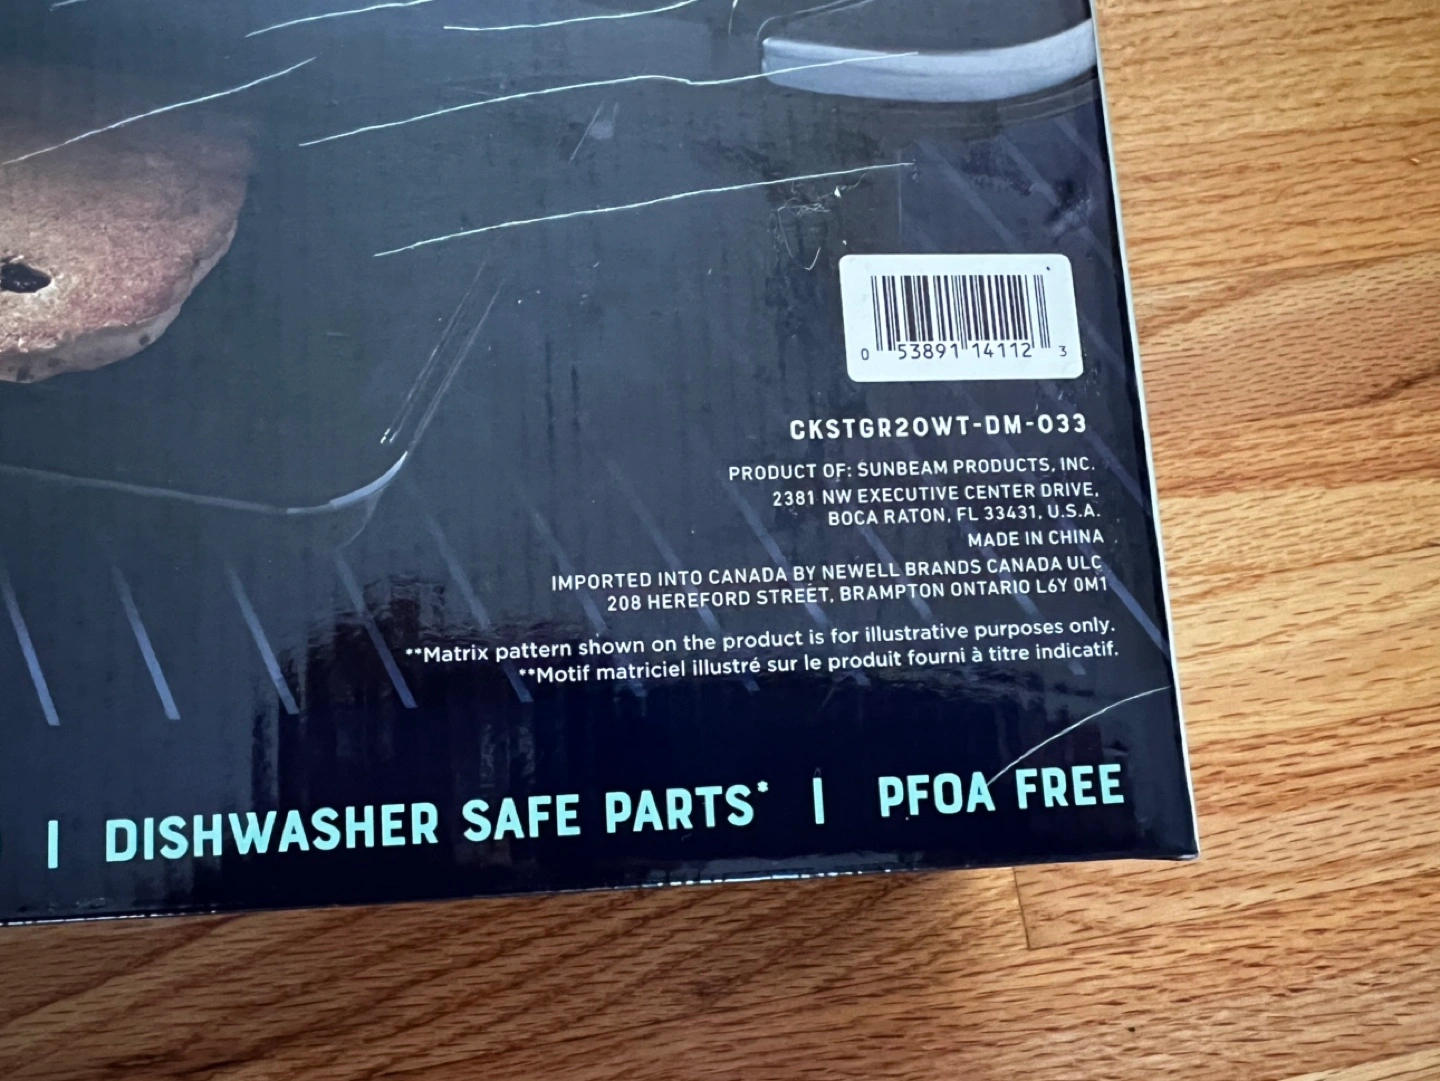 0 53891 14112 3
CKSTGR20WT-DM-033
PRODUCT OF: SUNBEAM PRODUCTS, INC.
2381 NW EXECUTIVE CENTER DRIVE,
BOCA RATON, FL 33431, U.S.A.
MADE IN CHINA
IMPORTED INTO CANADA BY NEWELL BRANDS CANADA ULC
208 HEREFORD STREET, BRAMPTON ONTARIO L6Y 0M1
**Matrix pattern shown on the product is for illustrative purposes only.
**Motif matriciel illustré sur le produit fourni à titre indicatif.
| DISHWASHER SAFE PARTS* | PFOA FREE